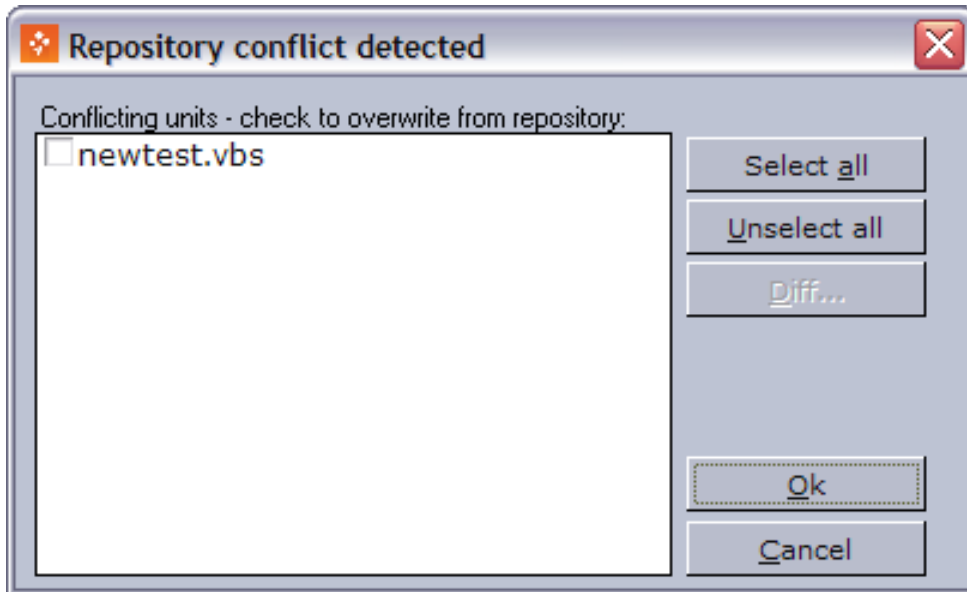 Repository conflict detected
Conflicting units - check to overwrite from repository:
newtest.vbs
Select all
Unselect all
Diff...
Ok
Cancel